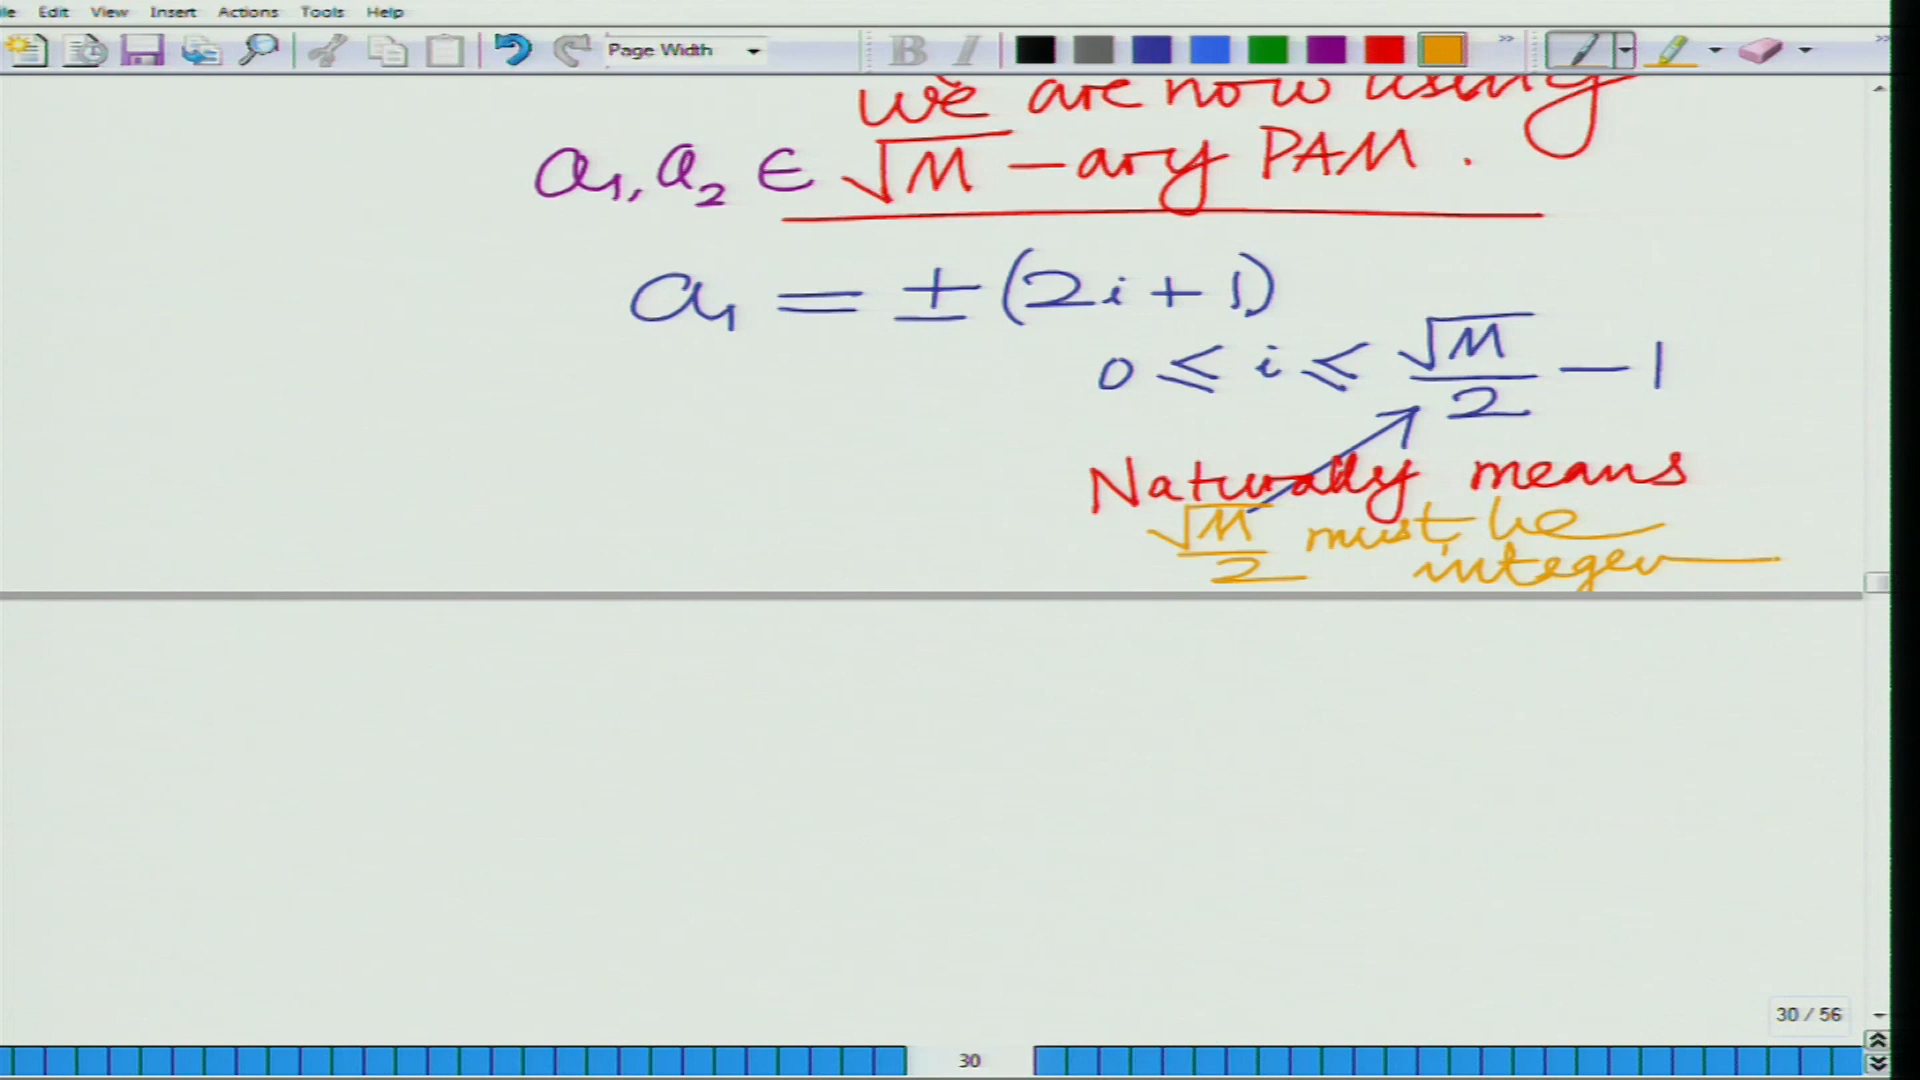 File Edit View Insert Actions Tools Help
Page Width
B I
we are now using
a₁, a₂ ∈ √M -ary PAM.
a₁ = ± (2i + 1)
0 ≤ i ≤ √M/2 - 1
Naturally means
√M/2 must be
integer
30 / 56
30